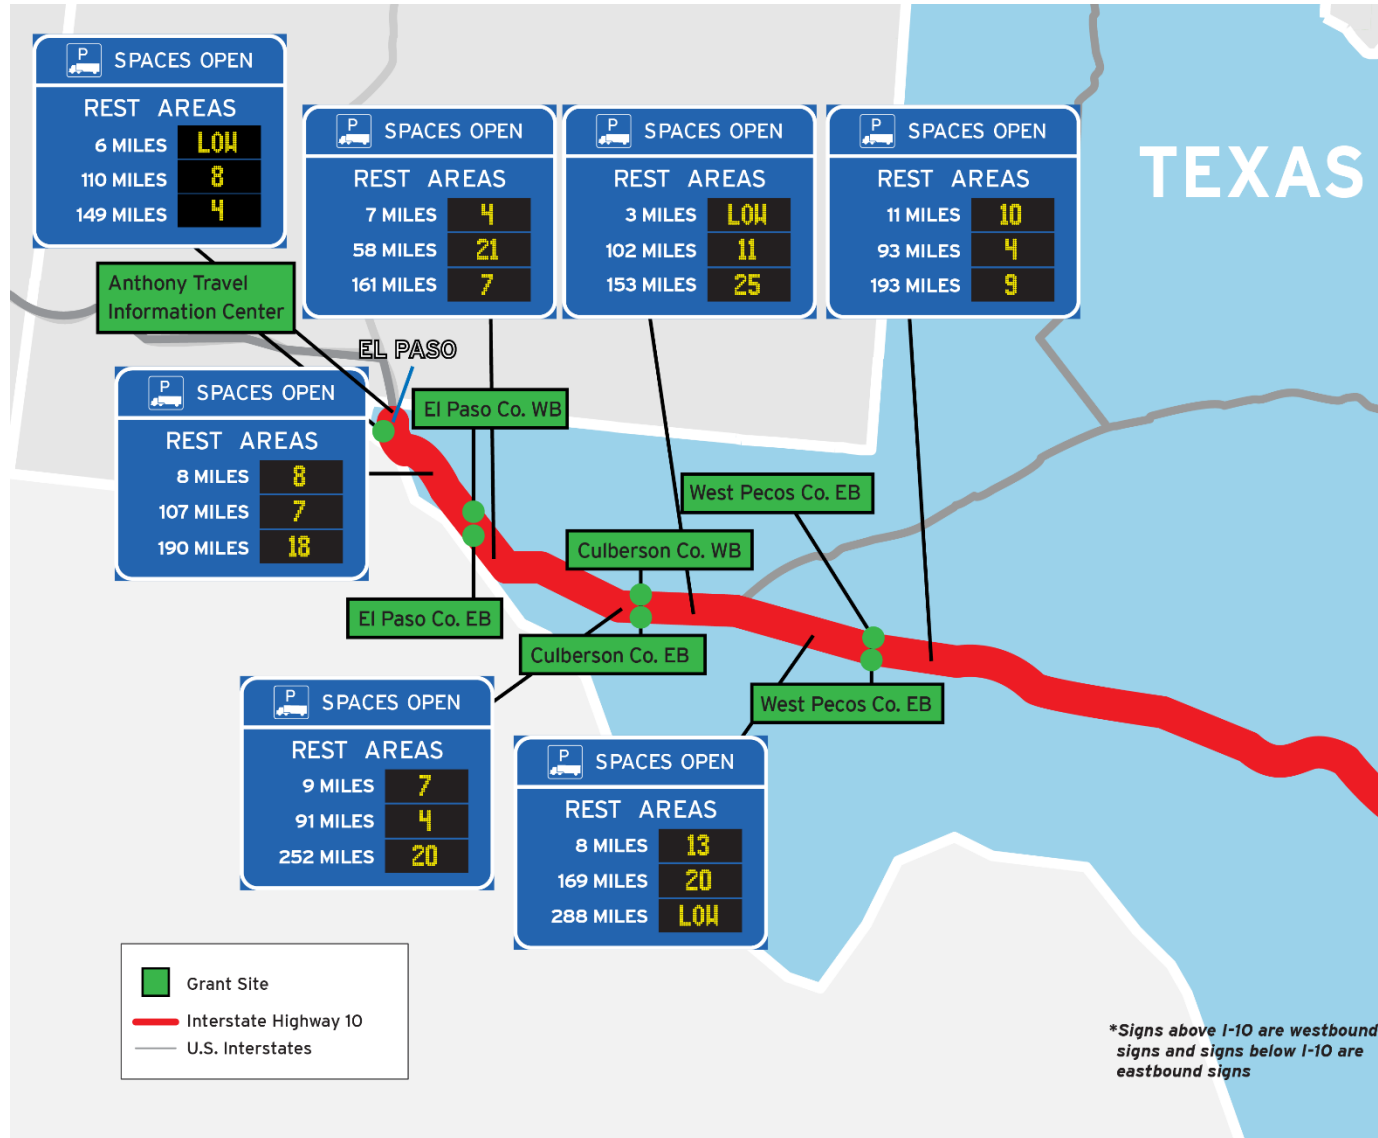 P SPACES OPEN
REST AREAS
6 MILES LOW
110 MILES 8
149 MILES 4
P SPACES OPEN
REST AREAS
7 MILES 4
58 MILES 21
161 MILES 7
P SPACES OPEN
REST AREAS
3 MILES LOW
102 MILES 11
153 MILES 25
P SPACES OPEN
REST AREAS
11 MILES 10
93 MILES 4
193 MILES 9
TEXAS
Anthony Travel
Information Center
EL PASO
P SPACES OPEN
REST AREAS
8 MILES 8
107 MILES 7
190 MILES 18
El Paso Co. WB
West Pecos Co. EB
Culberson Co. WB
El Paso Co. EB
Culberson Co. EB
West Pecos Co. EB
P SPACES OPEN
REST AREAS
9 MILES 7
91 MILES 4
252 MILES 20
P SPACES OPEN
REST AREAS
8 MILES 13
169 MILES 20
288 MILES LOW
Grant Site
Interstate Highway 10
U.S. Interstates
*Signs above I-10 are westbound
signs and signs below I-10 are
eastbound signs